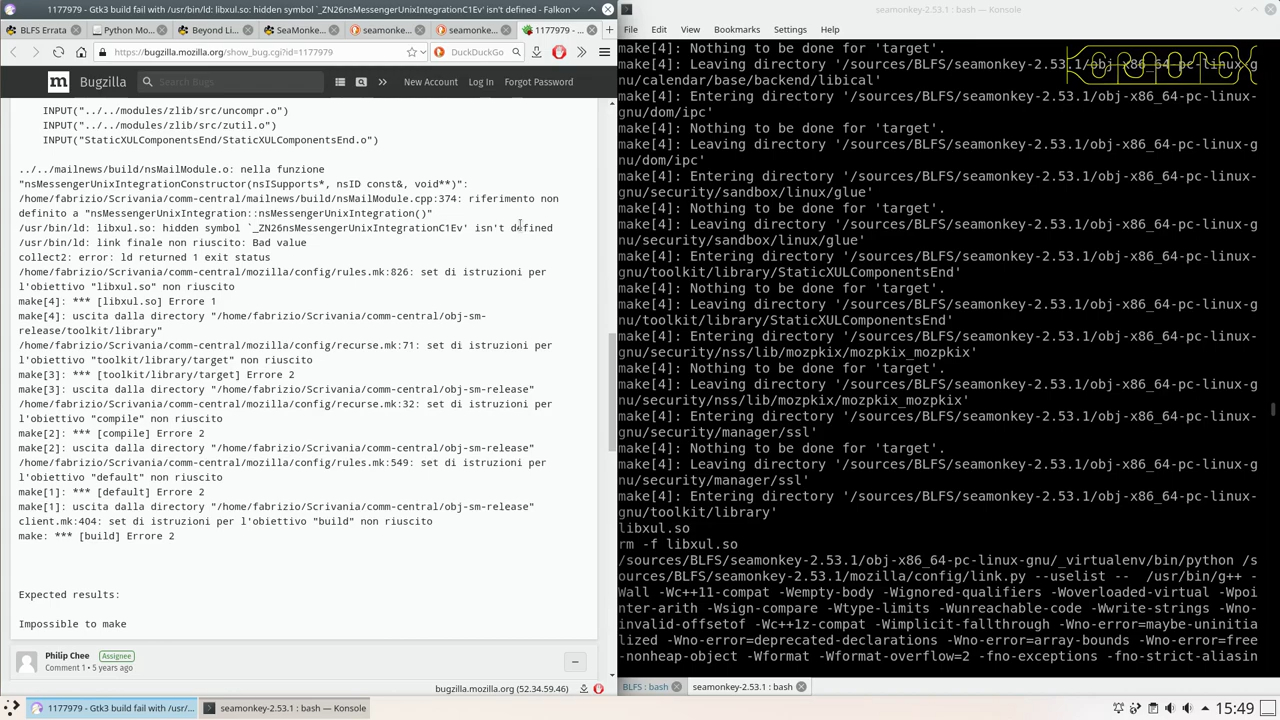 1177979 - Gtk3 build fail with /usr/bin/ld: libxul.so: hidden symbol `_ZN26nsMessengerUnixIntegrationC1Ev' isn't defined - Falkon
BLFS Errata
Python Mo
Beyond Li
SeaMonke
seamonke
seamonke
1177979 -
https://bugzilla.mozilla.org/show_bug.cgi?id=1177979
DuckDuckGo
m Bugzilla
Search Bugs
New Account
Log In
Forgot Password
INPUT("../../modules/zlib/src/uncompr.o")
INPUT("../../modules/zlib/src/zutil.o")
INPUT("StaticXULComponentsEnd/StaticXULComponentsEnd.o")
../../mailnews/build/nsMailModule.o: nella funzione
"nsMessengerUnixIntegrationConstructor(nsISupports*, nsID const&, void**)":
/home/fabrizio/Scrivania/comm-central/mailnews/build/nsMailModule.cpp:374: riferimento non
definito a "nsMessengerUnixIntegration::nsMessengerUnixIntegration()"
/usr/bin/ld: libxul.so: hidden symbol `_ZN26nsMessengerUnixIntegrationC1Ev' isn't defined
/usr/bin/ld: link finale non riuscito: Bad value
collect2: error: ld returned 1 exit status
/home/fabrizio/Scrivania/comm-central/mozilla/config/rules.mk:826: set di istruzioni per
l'obiettivo "libxul.so" non riuscito
make[4]: *** [libxul.so] Errore 1
make[4]: uscita dalla directory "/home/fabrizio/Scrivania/comm-central/obj-sm-
release/toolkit/library"
/home/fabrizio/Scrivania/comm-central/mozilla/config/recurse.mk:71: set di istruzioni per
l'obiettivo "toolkit/library/target" non riuscito
make[3]: *** [toolkit/library/target] Errore 2
make[3]: uscita dalla directory "/home/fabrizio/Scrivania/comm-central/obj-sm-release"
/home/fabrizio/Scrivania/comm-central/mozilla/config/recurse.mk:32: set di istruzioni per
l'obiettivo "compile" non riuscito
make[2]: *** [compile] Errore 2
make[2]: uscita dalla directory "/home/fabrizio/Scrivania/comm-central/obj-sm-release"
/home/fabrizio/Scrivania/comm-central/mozilla/config/rules.mk:549: set di istruzioni per
l'obiettivo "default" non riuscito
make[1]: *** [default] Errore 2
make[1]: uscita dalla directory "/home/fabrizio/Scrivania/comm-central/obj-sm-release"
client.mk:404: set di istruzioni per l'obiettivo "build" non riuscito
make: *** [build] Errore 2
Expected results:
Impossible to make
Philip Chee Assignee
Comment 1 • 5 years ago
bugzilla.mozilla.org (52.34.59.46)
seamonkey-2.53.1 : bash — Konsole
File Edit View Bookmarks Settings Help
make[4]: Nothing to be done for 'target'.
make[4]: Leaving directory '/sources/BLFS/seamonkey-2.53.1/obj-x86_64-pc-linux-g
nu/calendar/base/backend/libical'
make[4]: Entering directory '/sources/BLFS/seamonkey-2.53.1/obj-x86_64-pc-linux-
gnu/dom/ipc'
make[4]: Nothing to be done for 'target'.
make[4]: Leaving directory '/sources/BLFS/seamonkey-2.53.1/obj-x86_64-pc-linux-g
nu/dom/ipc'
make[4]: Entering directory '/sources/BLFS/seamonkey-2.53.1/obj-x86_64-pc-linux-
gnu/security/sandbox/linux/glue'
make[4]: Nothing to be done for 'target'.
make[4]: Leaving directory '/sources/BLFS/seamonkey-2.53.1/obj-x86_64-pc-linux-g
nu/security/sandbox/linux/glue'
make[4]: Entering directory '/sources/BLFS/seamonkey-2.53.1/obj-x86_64-pc-linux-
gnu/toolkit/library/StaticXULComponentsEnd'
make[4]: Nothing to be done for 'target'.
make[4]: Leaving directory '/sources/BLFS/seamonkey-2.53.1/obj-x86_64-pc-linux-g
nu/toolkit/library/StaticXULComponentsEnd'
make[4]: Entering directory '/sources/BLFS/seamonkey-2.53.1/obj-x86_64-pc-linux-
gnu/security/nss/lib/mozpkix/mozpkix_mozpkix'
make[4]: Nothing to be done for 'target'.
make[4]: Leaving directory '/sources/BLFS/seamonkey-2.53.1/obj-x86_64-pc-linux-g
nu/security/nss/lib/mozpkix/mozpkix_mozpkix'
make[4]: Entering directory '/sources/BLFS/seamonkey-2.53.1/obj-x86_64-pc-linux-
gnu/security/manager/ssl'
make[4]: Nothing to be done for 'target'.
make[4]: Leaving directory '/sources/BLFS/seamonkey-2.53.1/obj-x86_64-pc-linux-g
nu/security/manager/ssl'
make[4]: Entering directory '/sources/BLFS/seamonkey-2.53.1/obj-x86_64-pc-linux-
gnu/toolkit/library'
libxul.so
rm -f libxul.so
/sources/BLFS/seamonkey-2.53.1/obj-x86_64-pc-linux-gnu/_virtualenv/bin/python /s
ources/BLFS/seamonkey-2.53.1/mozilla/config/link.py --uselist -- /usr/bin/g++ -
Wall -Wc++11-compat -Wempty-body -Wignored-qualifiers -Woverloaded-virtual -Wpoi
nter-arith -Wsign-compare -Wtype-limits -Wunreachable-code -Wwrite-strings -Wno-
invalid-offsetof -Wc++1z-compat -Wimplicit-fallthrough -Wno-error=maybe-uninitia
lized -Wno-error=deprecated-declarations -Wno-error=array-bounds -Wno-error=free
-nonheap-object -Wformat -Wformat-overflow=2 -fno-exceptions -fno-strict-aliasin
BLFS : bash
seamonkey-2.53.1 : bash
1177979 - Gtk3 build fail with /usr/...
seamonkey-2.53.1 : bash — Konsole
15:49